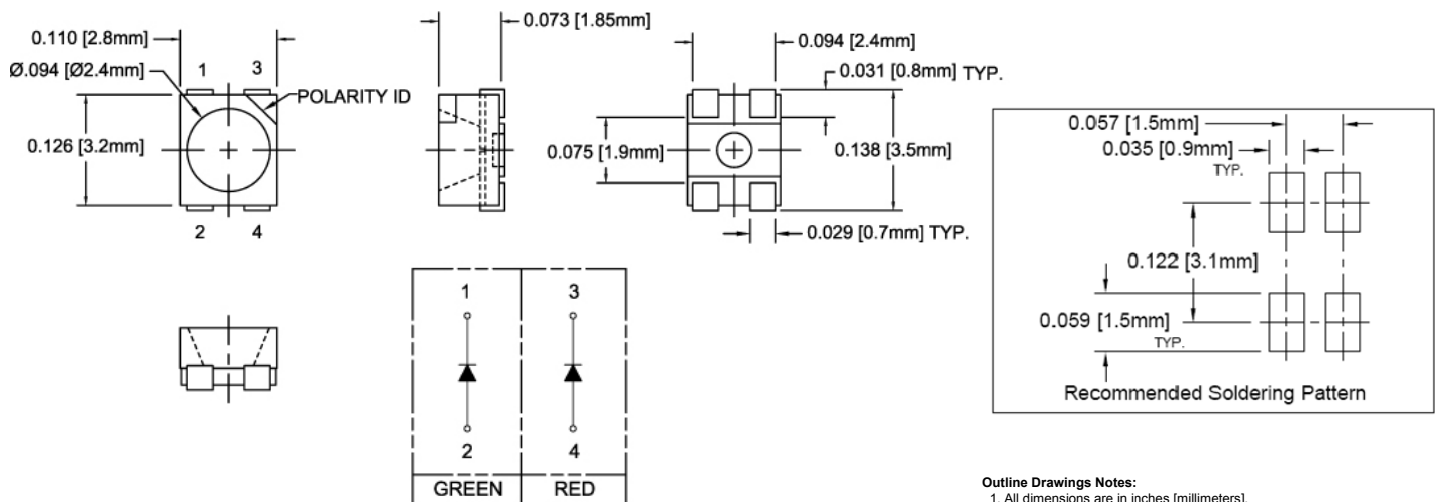 0.110 [2.8mm]
Ø.094 [Ø2.4mm]
1
3
POLARITY ID
0.126 [3.2mm]
2
4
0.073 [1.85mm]
0.094 [2.4mm]
0.031 [0.8mm] TYP.
0.075 [1.9mm]
0.138 [3.5mm]
0.029 [0.7mm] TYP.
1
3
2
4
GREEN
RED
0.057 [1.5mm]
0.035 [0.9mm]
TYP.
0.122 [3.1mm]
0.059 [1.5mm]
TYP.
Recommended Soldering Pattern
Outline Drawings Notes:
1. All dimensions are in inches [millimeters].